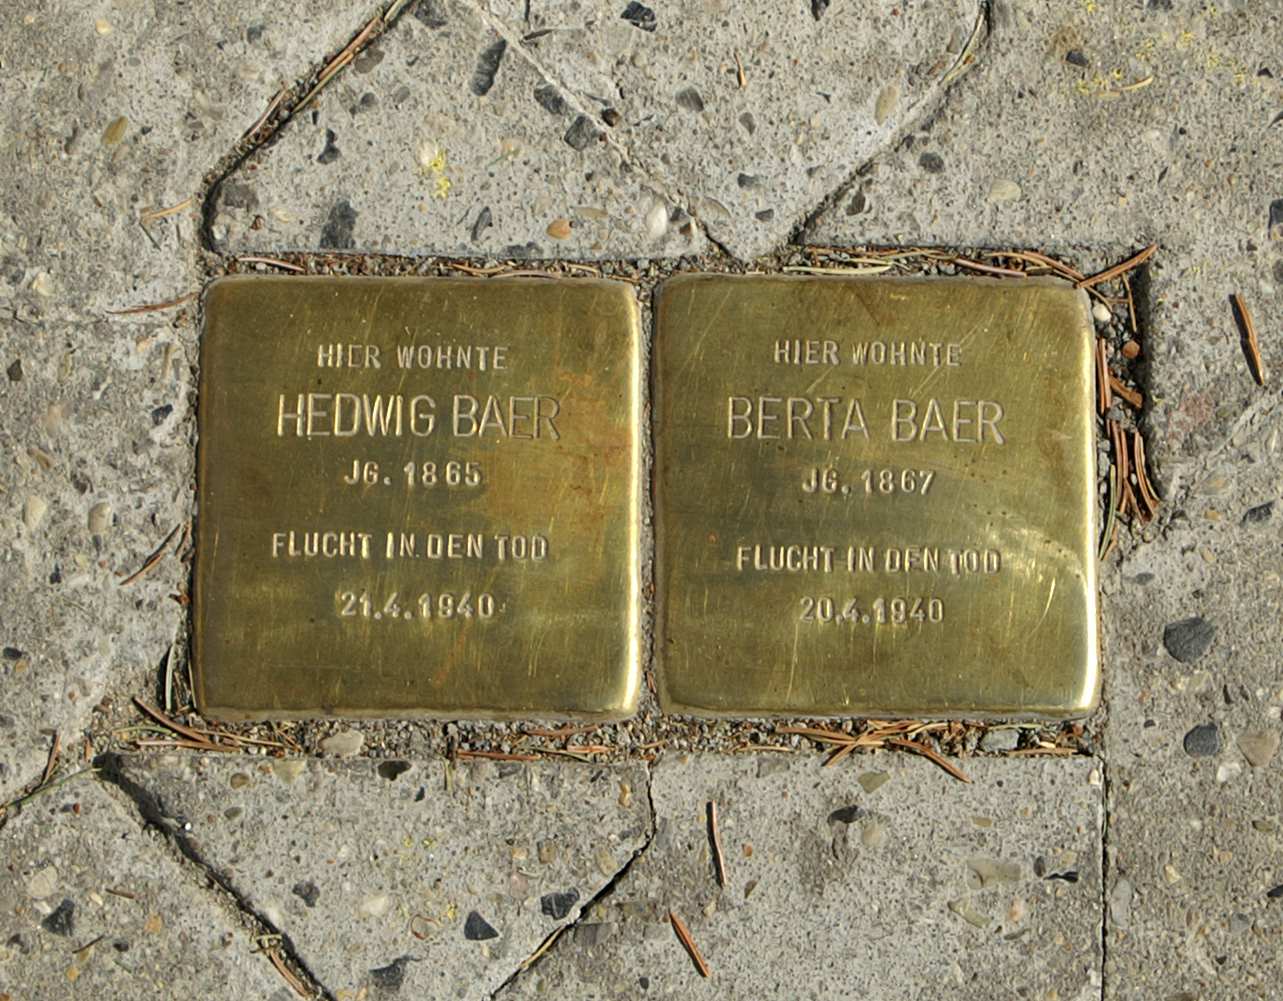 HIER WOHNTE
HEDWIG BAER
JG. 1865
FLUCHT IN DEN TOD
21.4.1940
HIER WOHNTE
BERTA BAER
JG. 1867
FLUCHT IN DEN TOD
20.4.1940